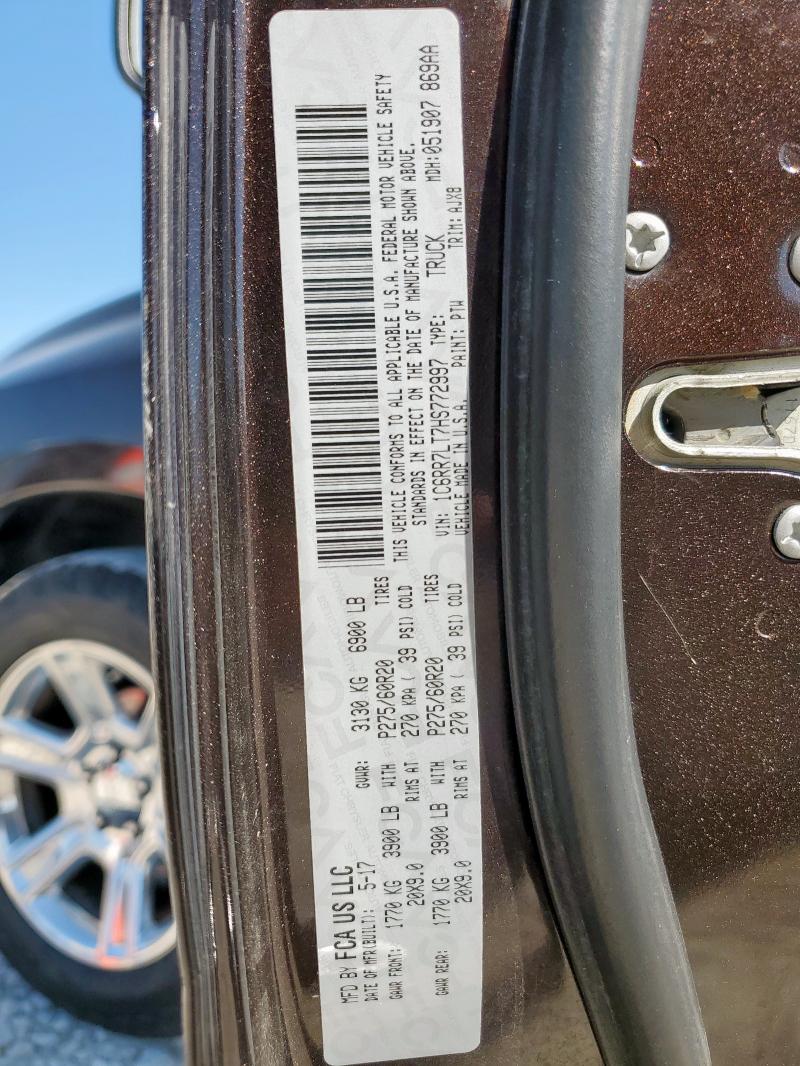 MFD BY FCA US LLC
DATE OF MFR(BUILT): 5-17 GVWR: 3130 KG 6900 LB
GAWR FRONT: 1770 KG 3900 LB WITH P275/60R20 TIRES
20X9.0 RIMS AT 270 KPA ( 39 PSI) COLD
GAWR REAR: 1770 KG 3900 LB WITH P275/60R20 TIRES
20X9.0 RIMS AT 270 KPA ( 39 PSI) COLD
THIS VEHICLE CONFORMS TO ALL APPLICABLE U.S.A. FEDERAL MOTOR VEHICLE SAFETY
STANDARDS IN EFFECT ON THE DATE OF MANUFACTURE SHOWN ABOVE.
MDH:051907 869AA
VIN: 1C6RR7LT7HS772997 TYPE: TRUCK
VEHICLE MADE IN U.S.A. PAINT: PTW TRIM: AJX8